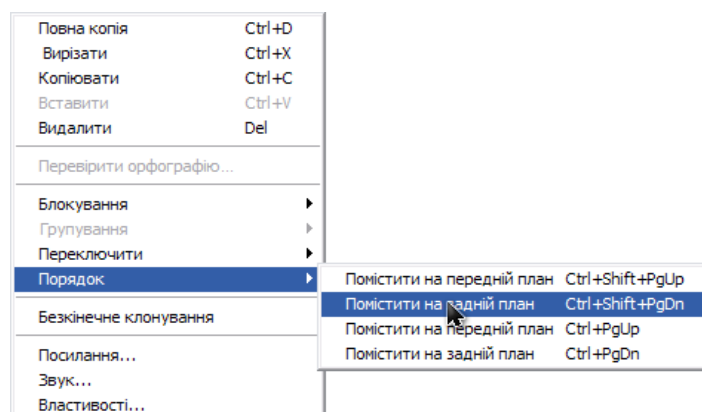 Повна копія Ctrl+D
Вирізати Ctrl+X
Копіювати Ctrl+C
Вставити Ctrl+V
Видалити Del
Перевірити орфографію...
Блокування
Групування
Переключити
Порядок
Помістити на передній план Ctrl+Shift+PgUp
Помістити на задній план Ctrl+Shift+PgDn
Помістити на передній план Ctrl+PgUp
Помістити на задній план Ctrl+PgDn
Безкінечне клонування
Посилання...
Звук...
Властивості...